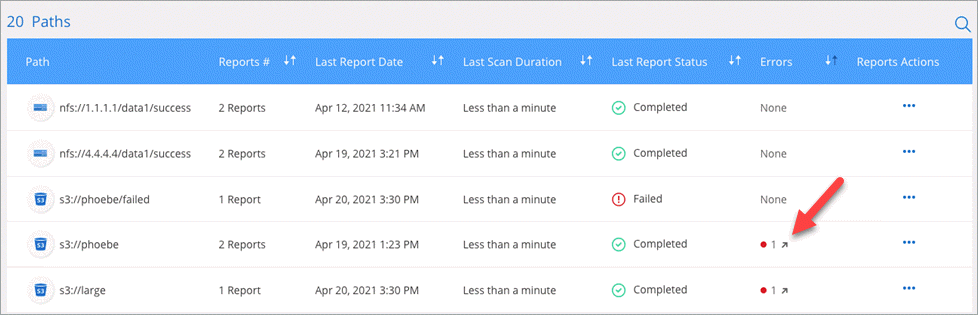 20 Paths
Path Reports # Last Report Date Last Scan Duration Last Report Status Errors Reports Actions
nfs://1.1.1.1/data1/success 2 Reports Apr 12, 2021 11:34 AM Less than a minute Completed None
nfs://4.4.4.4/data1/success 2 Reports Apr 19, 2021 3:21 PM Less than a minute Completed None
S3 s3://phoebe/failed 1 Report Apr 20, 2021 3:30 PM Less than a minute Failed None
S3 s3://phoebe 2 Reports Apr 19, 2021 1:23 PM Less than a minute Completed 1
S3 s3://large 1 Report Apr 20, 2021 3:30 PM Less than a minute Completed 1